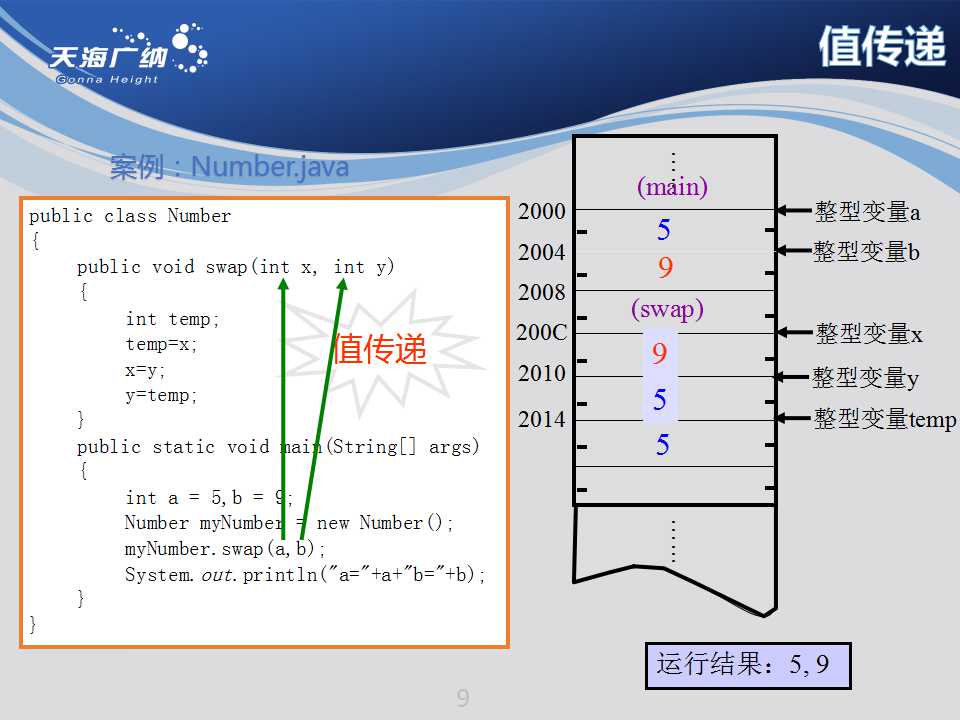 天海广纳
Gonna Height
值传递
案例：Number.java
public class Number
{
public void swap(int x, int y)
{
int temp;
temp=x;
x=y;
y=temp;
}
public static void main(String[] args)
{
int a = 5,b = 9;
Number myNumber = new Number();
myNumber.swap(a,b);
System.out.println("a="+a+"b="+b);
}
}
值传递
(main)
2000
整型变量a
5
2004
整型变量b
9
2008
(swap)
200C
整型变量x
9
2010
整型变量y
5
2014
整型变量temp
5
运行结果：5, 9
9